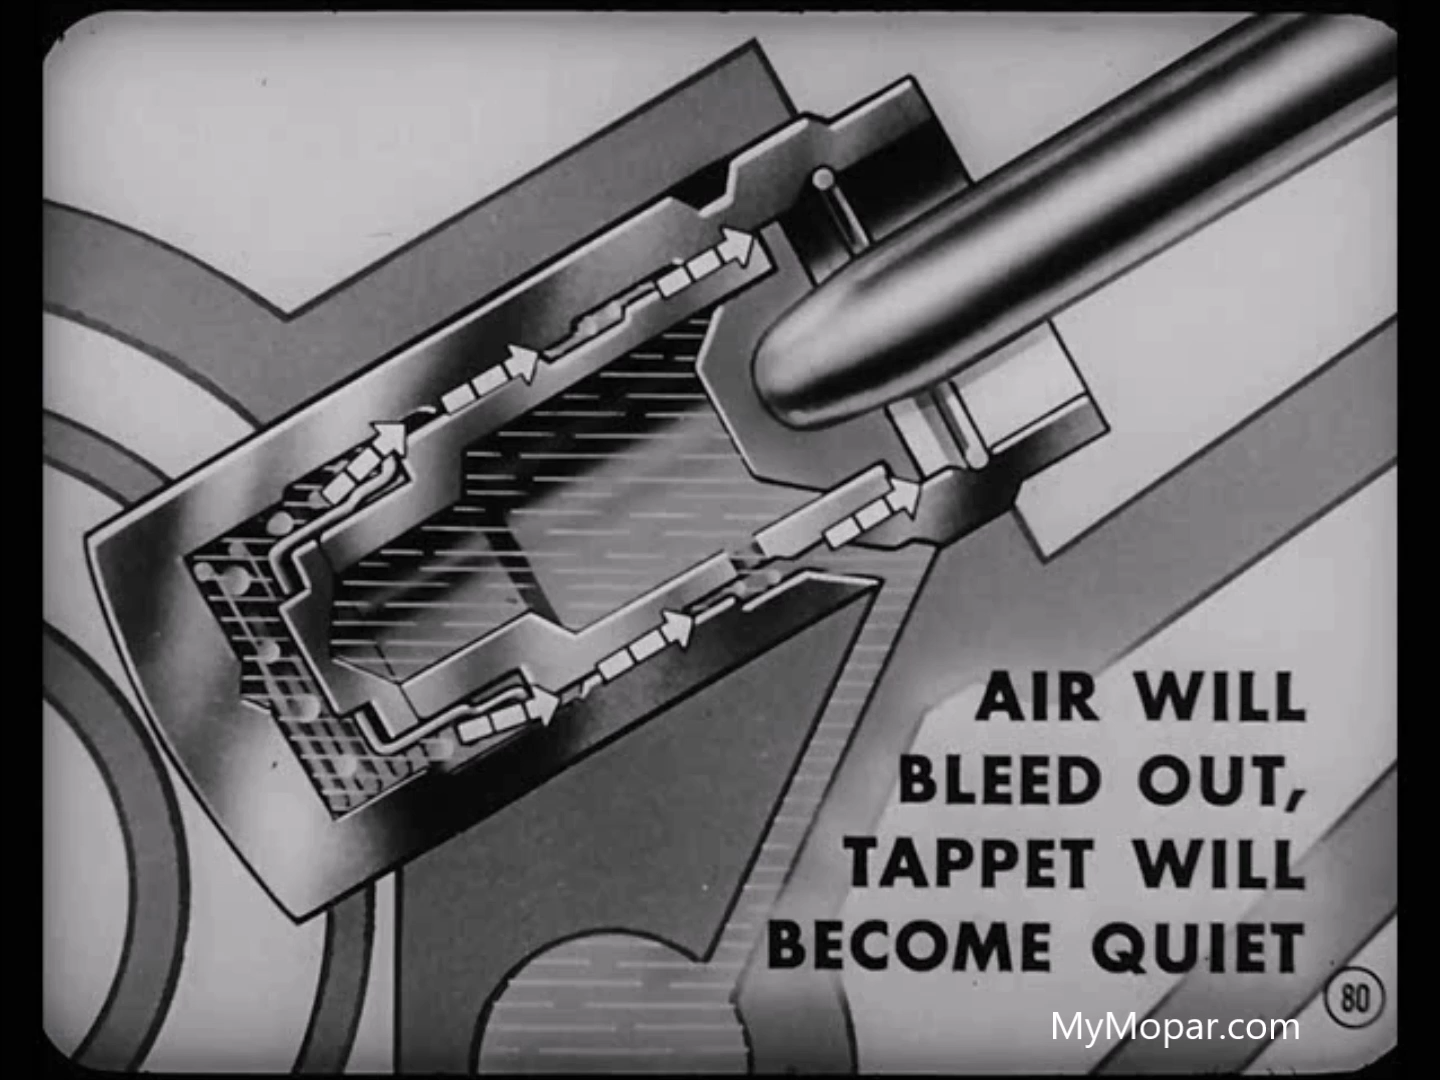 AIR WILL
BLEED OUT,
TAPPET WILL
BECOME QUIET
80
MyMopar.com